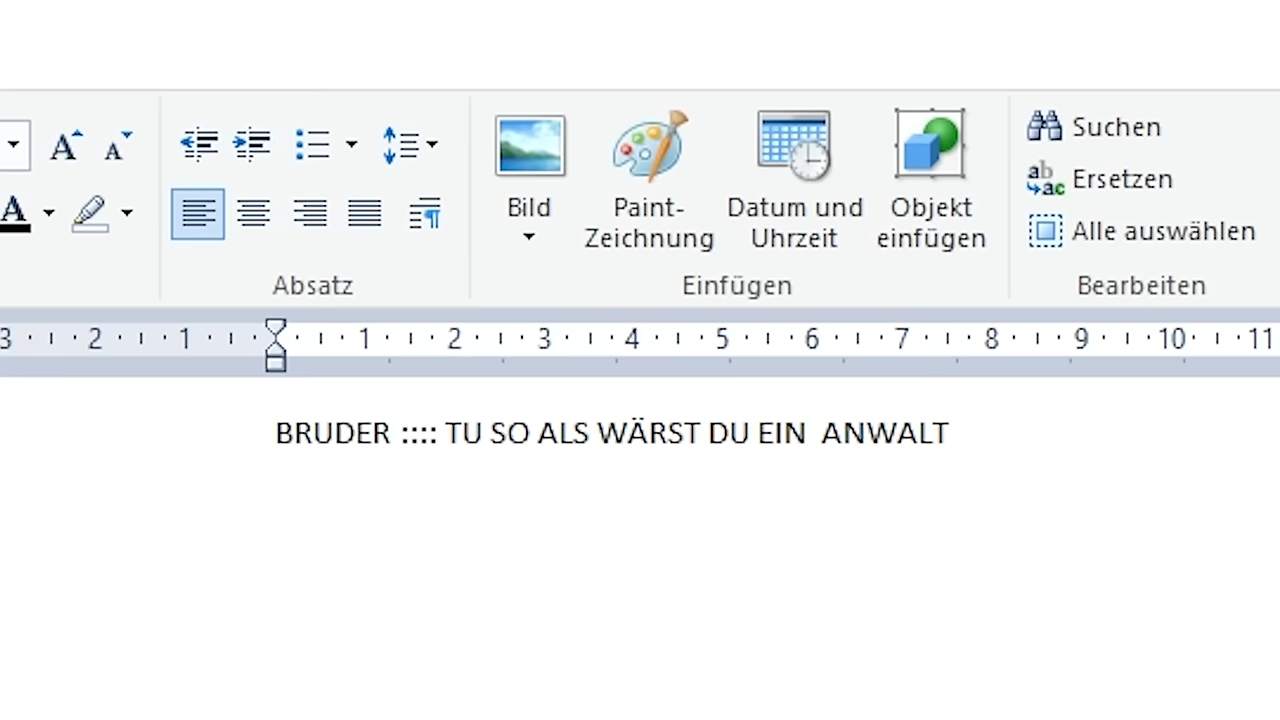 A A
Suchen
A
Ersetzen
Bild
Paint-
Zeichnung
Datum und
Uhrzeit
Objekt
einfügen
Alle auswählen
Absatz
Einfügen
Bearbeiten
3 2 1 1 2 3 4 5 6 7 8 9 10 11
BRUDER :::: TU SO ALS WÄRST DU EIN  ANWALT